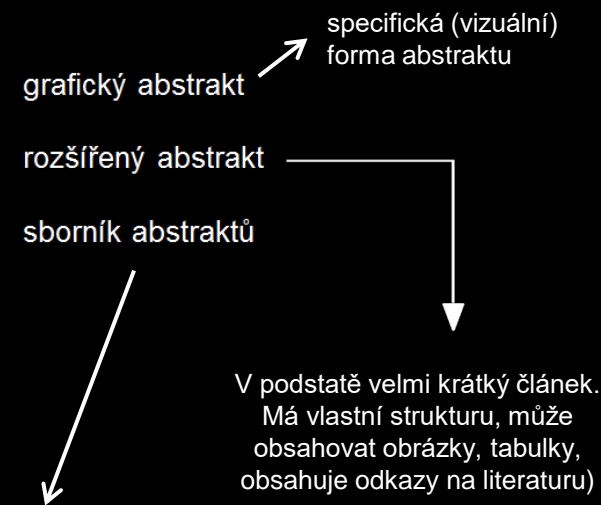 specifická (vizuální)
forma abstraktu
grafický abstrakt
rozšířený abstrakt
sborník abstraktů
V podstatě velmi krátký článek.
Má vlastní strukturu, může
obsahovat obrázky, tabulky,
obsahuje odkazy na literaturu)